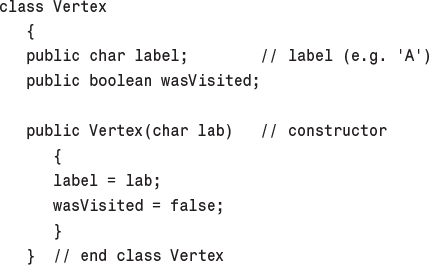 class Vertex
   {
   public char label;        // label (e.g. 'A')
   public boolean wasVisited;

   public Vertex(char lab)   // constructor
      {
      label = lab;
      wasVisited = false;
      }
   }  // end class Vertex